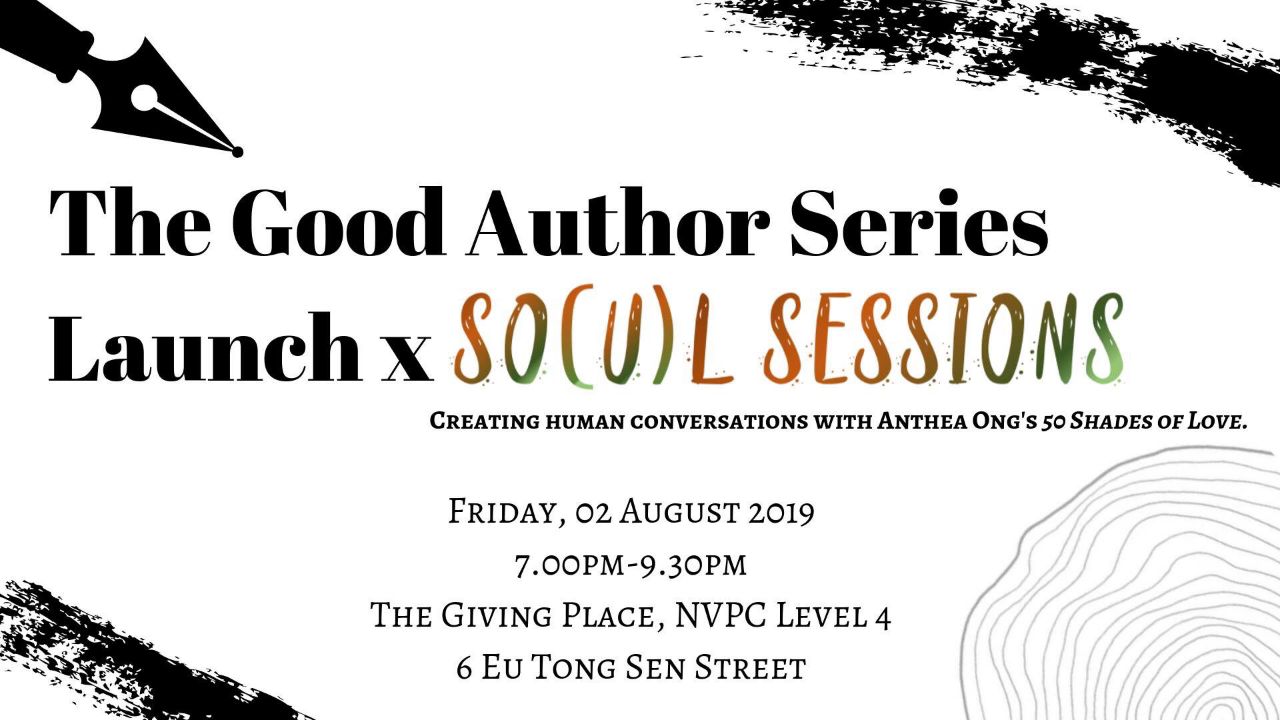 The Good Author Series
Launch x SO(U)L SESSIONS
Creating human conversations with Anthea Ong's 50 Shades of Love.
Friday, 02 August 2019
7.00pm-9.30pm
The Giving Place, NVPC Level 4
6 Eu Tong Sen Street